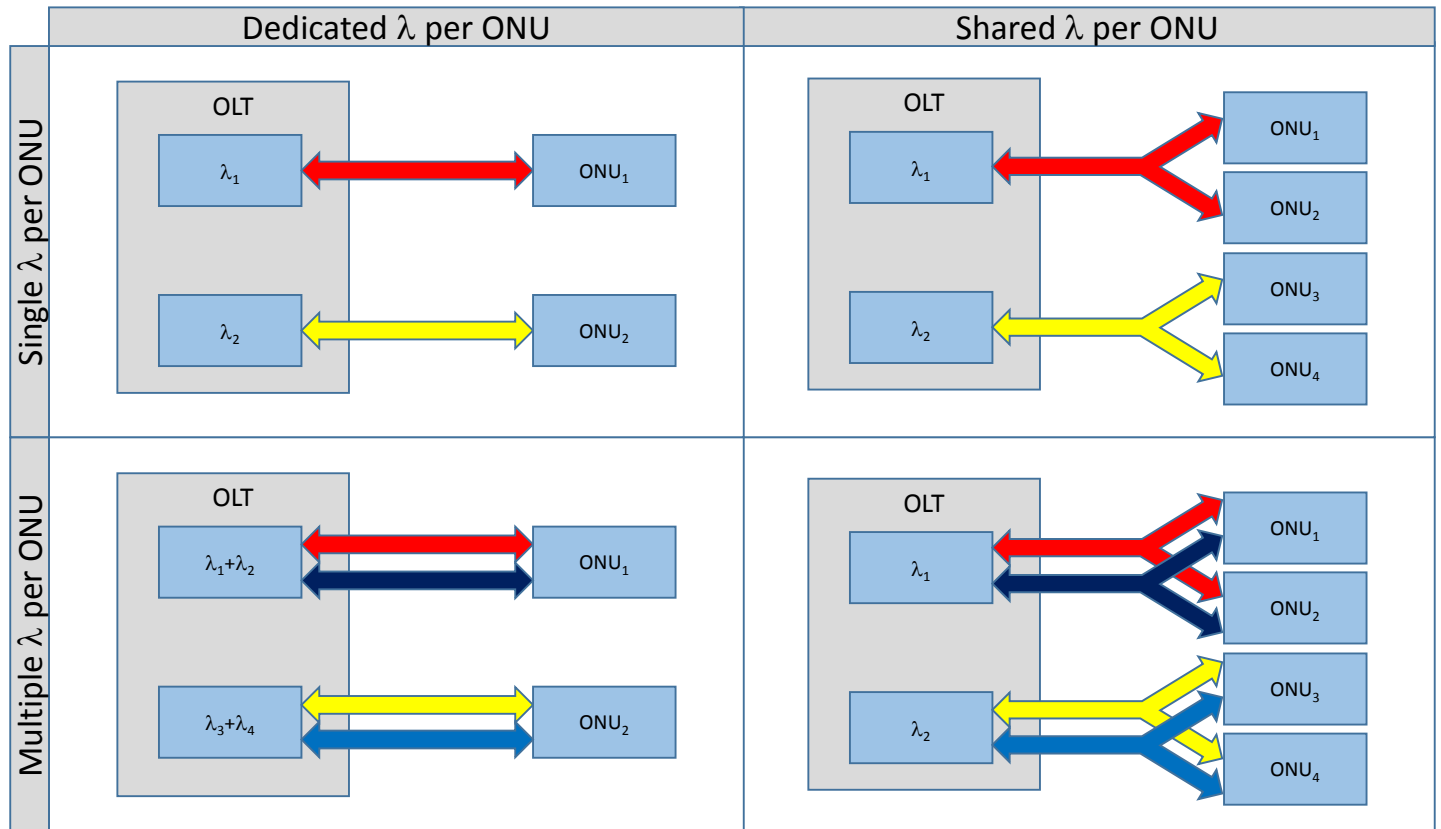 Dedicated λ per ONU
Shared λ per ONU
Single λ per ONU
OLT
λ₁
ONU₁
λ₂
ONU₂
OLT
λ₁
ONU₁
ONU₂
λ₂
ONU₃
ONU₄
Multiple λ per ONU
OLT
λ₁+λ₂
ONU₁
λ₃+λ₄
ONU₂
OLT
λ₁
ONU₁
ONU₂
λ₂
ONU₃
ONU₄